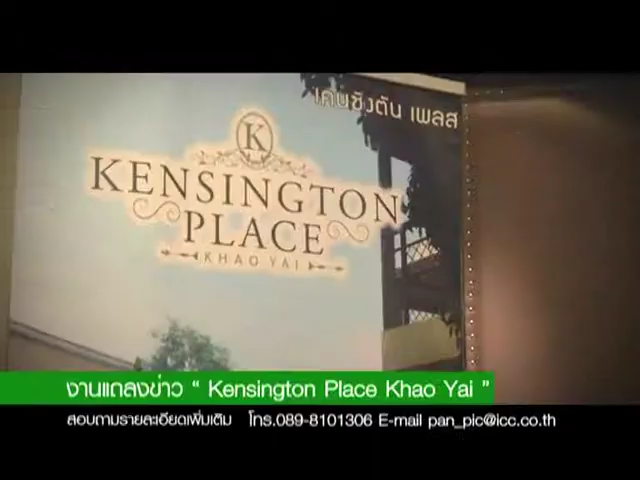 เคนซิงตัน เพลส
K
KENSINGTON
PLACE
KHAO YAI
งานแถลงข่าว “ Kensington Place Khao Yai ”
สอบถามรายละเอียดเพิ่มเติม โทร.089-8101306 E-mail pan_pic@icc.co.th